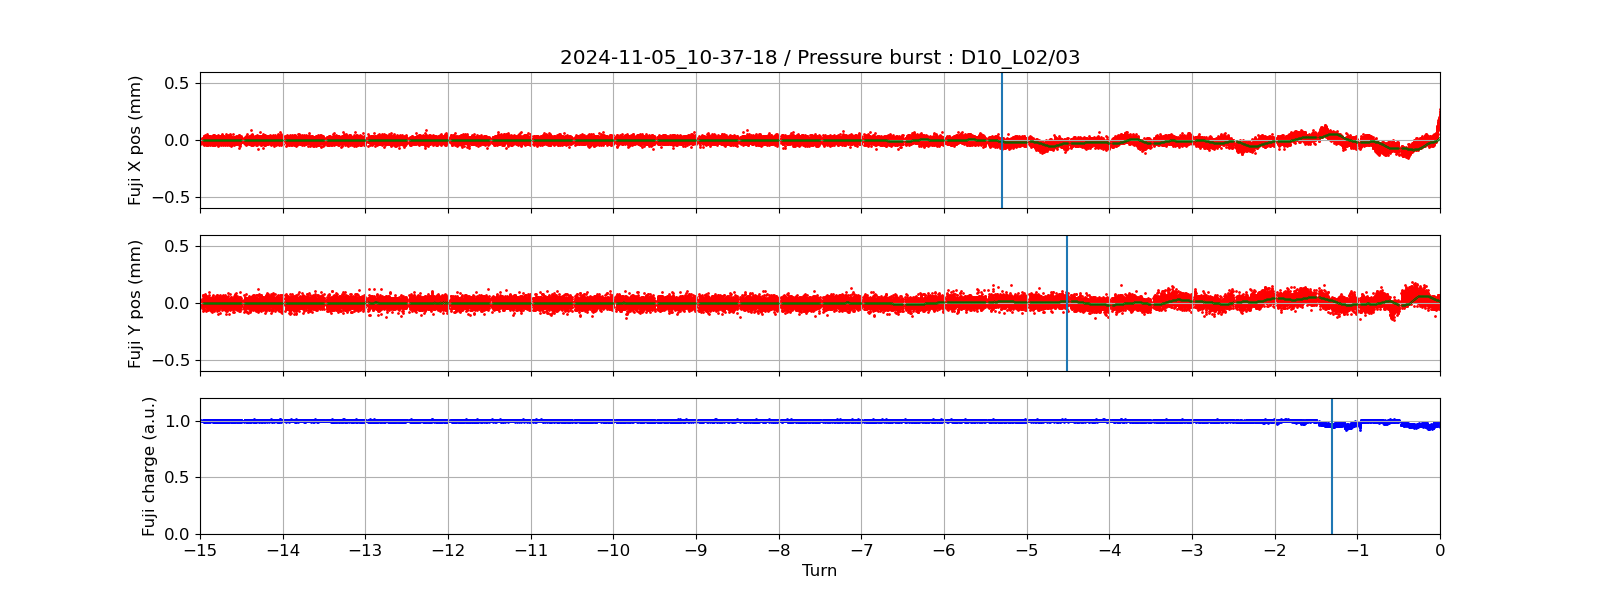 2024-11-05_10-37-18 / Pressure burst : D10_L02/03
Fuji X pos (mm)
0.5
0.0
−0.5
Fuji Y pos (mm)
0.5
0.0
−0.5
Fuji charge (a.u.)
1.0
0.5
0.0
−15 −14 −13 −12 −11 −10 −9 −8 −7 −6 −5 −4 −3 −2 −1 0
Turn